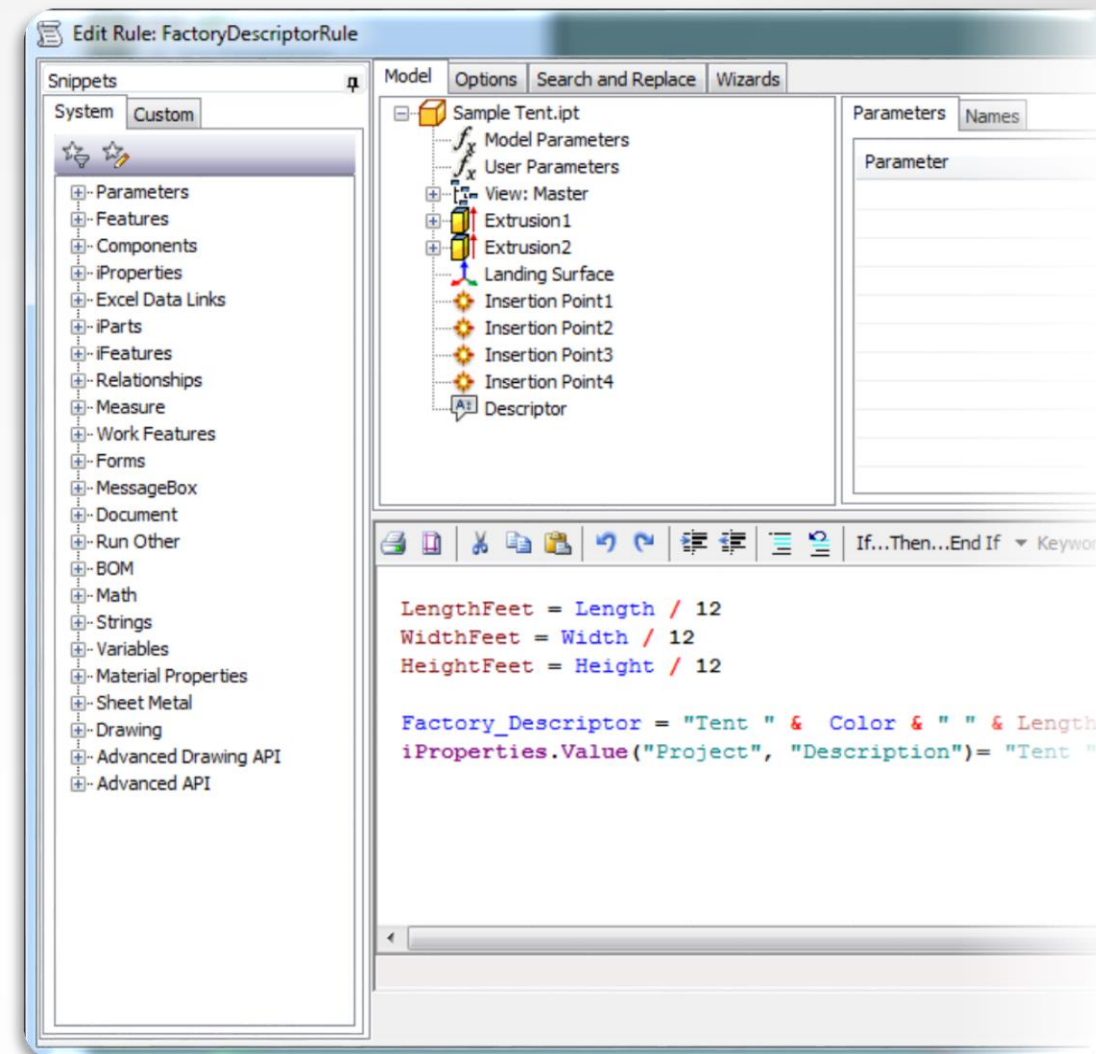 Edit Rule: FactoryDescriptorRule
Snippets
System Custom
Parameters
Features
Components
iProperties
Excel Data Links
iParts
iFeatures
Relationships
Measure
Work Features
Forms
MessageBox
Document
Run Other
BOM
Math
Strings
Variables
Material Properties
Sheet Metal
Drawing
Advanced Drawing API
Advanced API
Model Options Search and Replace Wizards
Sample Tent.ipt
Model Parameters
User Parameters
View: Master
Extrusion1
Extrusion2
Landing Surface
Insertion Point1
Insertion Point2
Insertion Point3
Insertion Point4
Descriptor
Parameters Names
Parameter
If...Then...End If Keywor
LengthFeet = Length / 12
WidthFeet = Width / 12
HeightFeet = Height / 12
Factory_Descriptor = "Tent " & Color & " " & Length
iProperties.Value("Project", "Description")= "Tent "